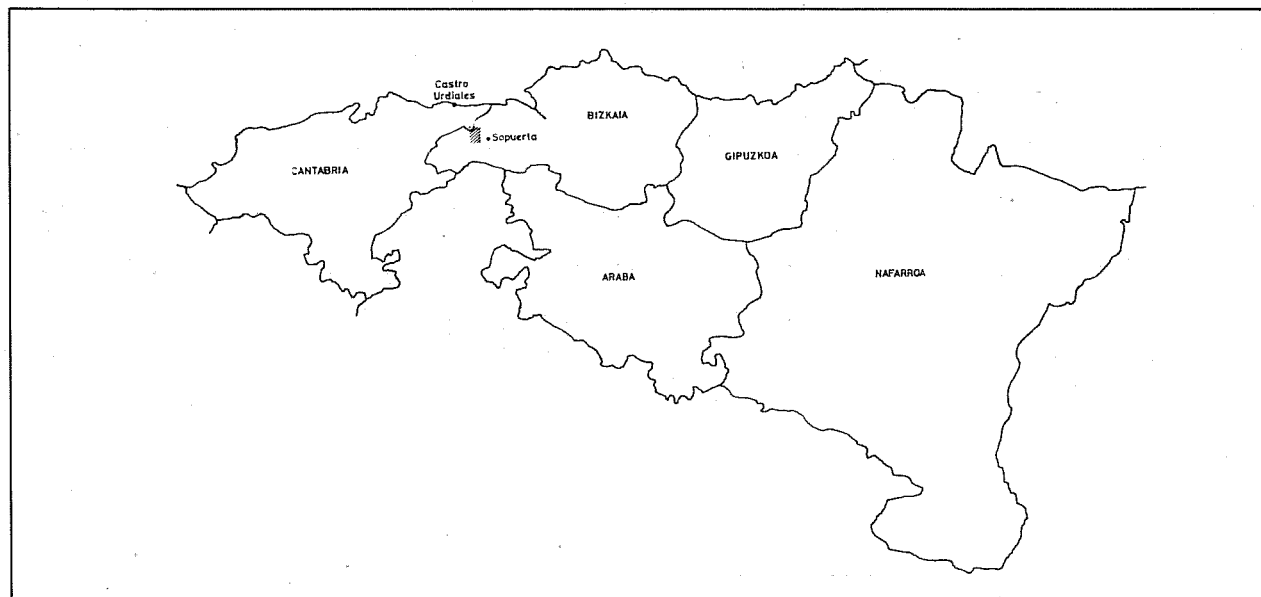 Castro
Urdiales
BIZKAIA
Sopuerta
GIPUZKOA
CANTABRIA
ARABA
NAFARROA